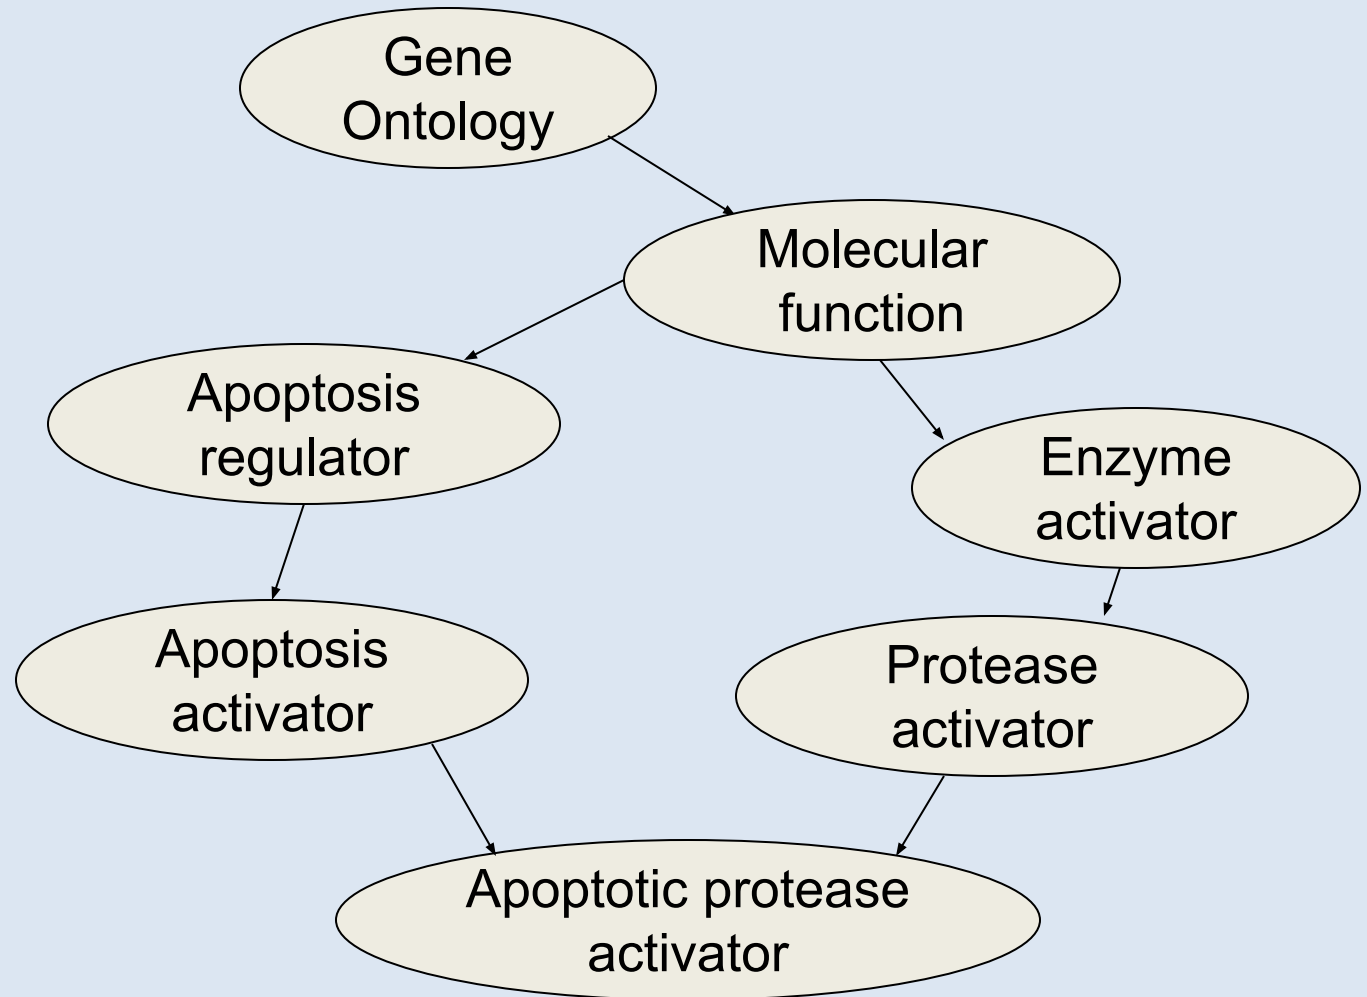 Gene
Ontology
Molecular
function
Apoptosis
regulator
Enzyme
activator
Apoptosis
activator
Protease
activator
Apoptotic protease
activator